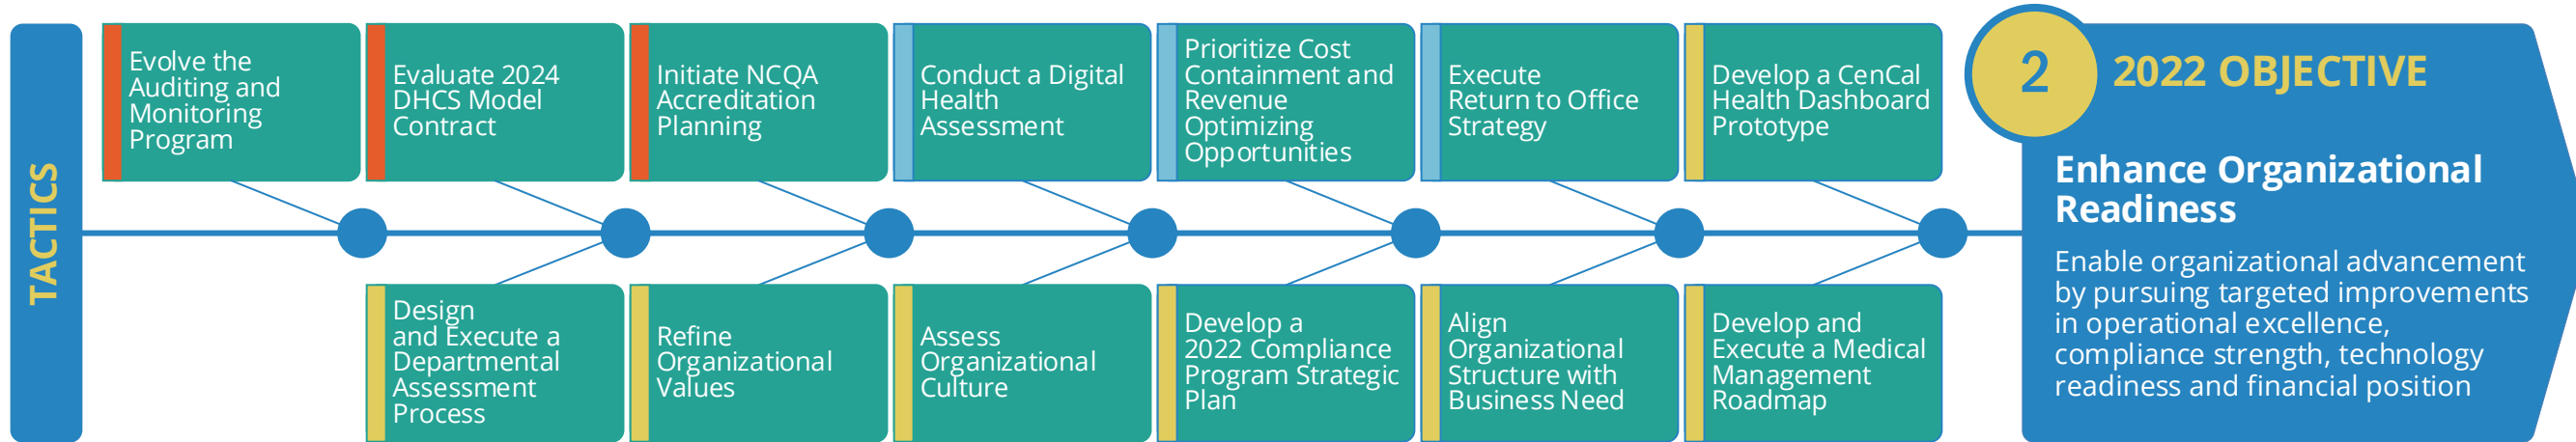 TACTICS
Evolve the
Auditing and
Monitoring
Program
Evaluate 2024
DHCS Model
Contract
Initiate NCQA
Accreditation
Planning
Conduct a Digital
Health
Assessment
Prioritize Cost
Containment and
Revenue
Optimizing
Opportunities
Execute
Return to Office
Strategy
Develop a CenCal
Health Dashboard
Prototype
Design
and Execute a
Departmental
Assessment
Process
Refine
Organizational
Values
Assess
Organizational
Culture
Develop a
2022 Compliance
Program Strategic
Plan
Align
Organizational
Structure with
Business Need
Develop and
Execute a Medical
Management
Roadmap
2
2022 OBJECTIVE
Enhance Organizational
Readiness
Enable organizational advancement
by pursuing targeted improvements
in operational excellence,
compliance strength, technology
readiness and financial position